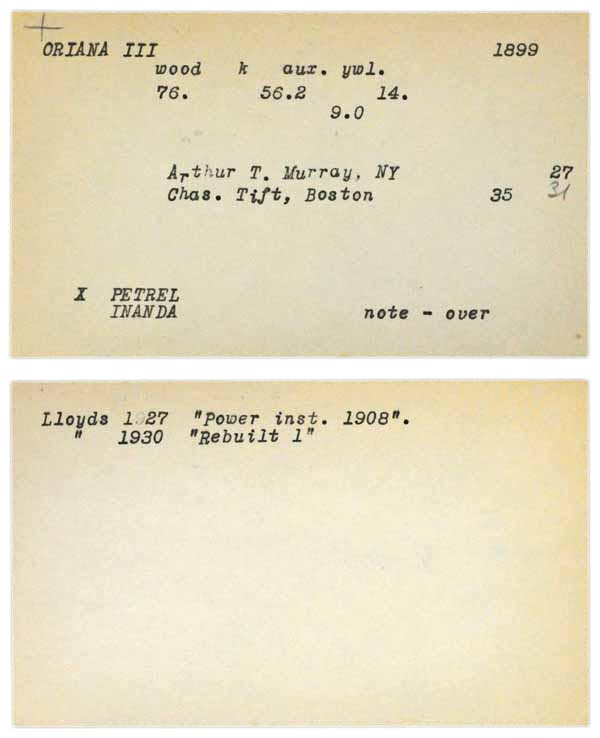 ORIANA III 1899
wood k aux. ywl.
76. 56.2 14.
9.0
Arthur T. Murray, NY 27
Chas. Tift, Boston 35 31
X PETREL
INANDA note - over
Lloyds 1927 "Power inst. 1908".
" 1930 "Rebuilt 1"